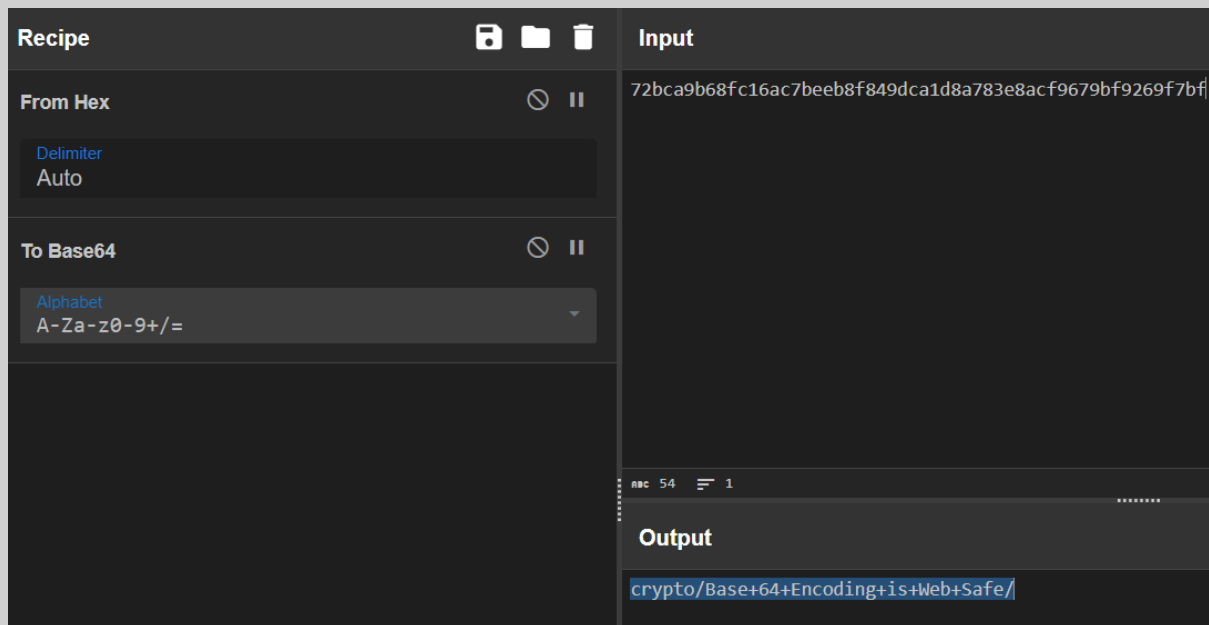 Recipe
From Hex
Delimiter
Auto
To Base64
Alphabet
A-Za-z0-9+/=
Input
72bca9b68fc16ac7beeb8f849dca1d8a783e8acf9679bf9269f7bf
ABC 54 1
Output
crypto/Base+64+Encoding+is+Web+Safe/